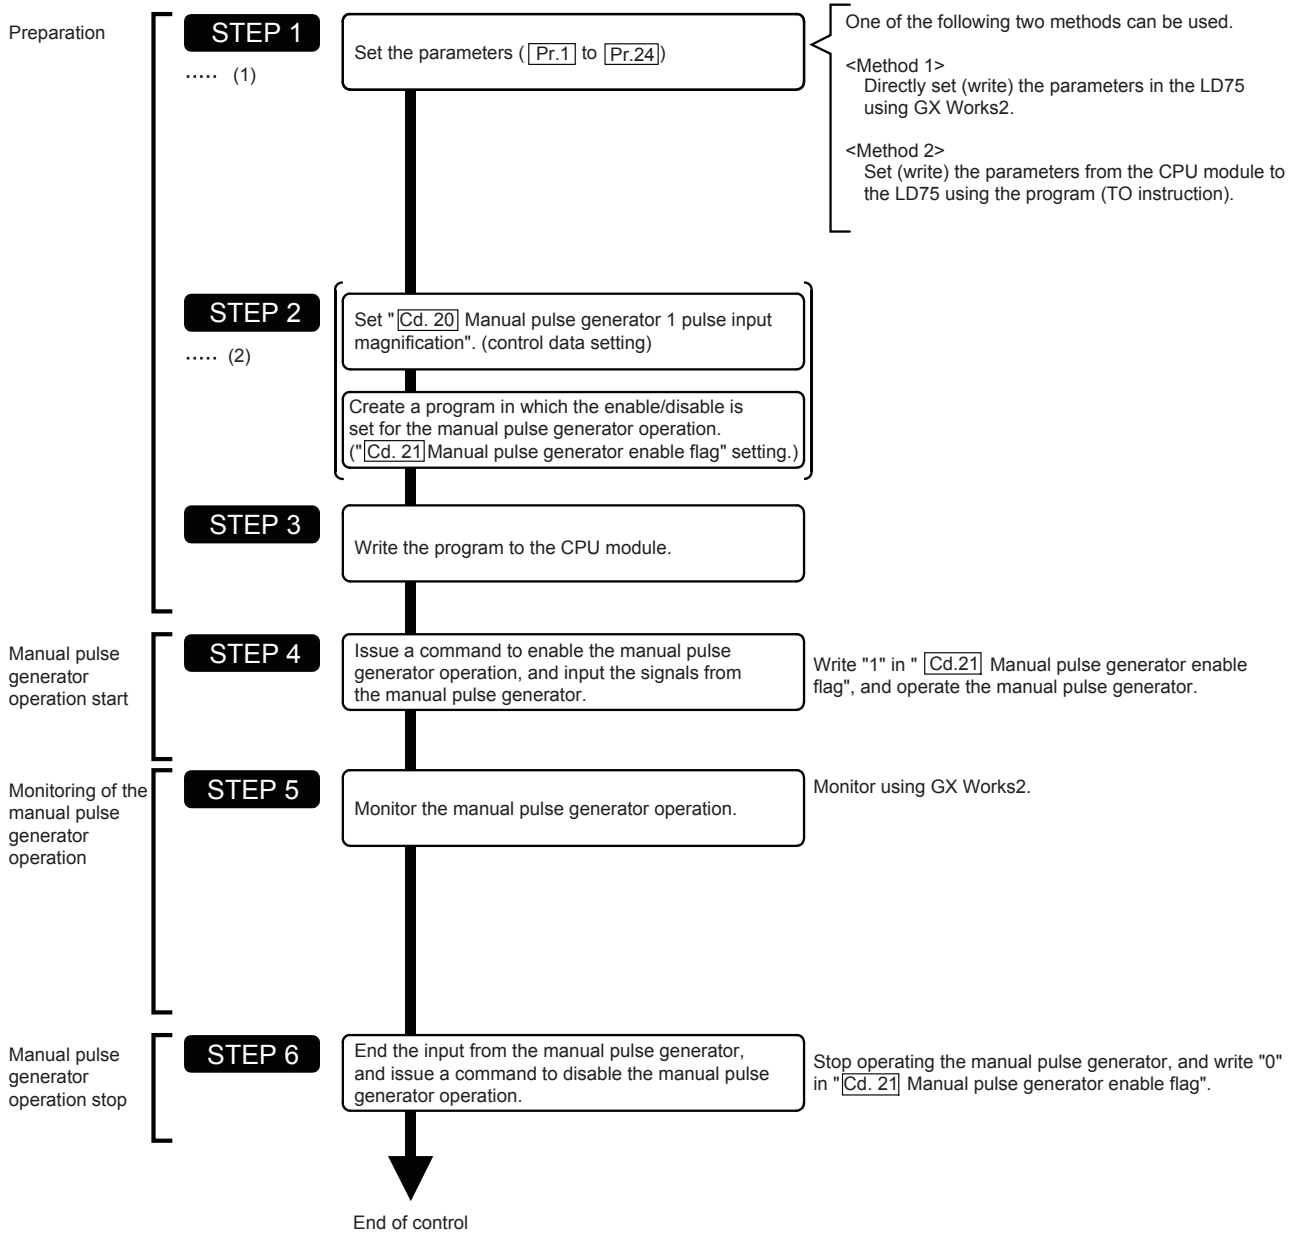 Preparation
STEP 1
..... (1)
Set the parameters ( Pr.1 to Pr.24)
One of the following two methods can be used.
<Method 1>
Directly set (write) the parameters in the LD75
using GX Works2.
<Method 2>
Set (write) the parameters from the CPU module to
the LD75 using the program (TO instruction).
STEP 2
..... (2)
Set "Cd. 20 Manual pulse generator 1 pulse input
magnification". (control data setting)
Create a program in which the enable/disable is
set for the manual pulse generator operation.
("Cd. 21 Manual pulse generator enable flag" setting.)
STEP 3
Write the program to the CPU module.
Manual pulse
generator
operation start
STEP 4
Issue a command to enable the manual pulse
generator operation, and input the signals from
the manual pulse generator.
Write "1" in " Cd.21 Manual pulse generator enable
flag", and operate the manual pulse generator.
Monitoring of the
manual pulse
generator
operation
STEP 5
Monitor the manual pulse generator operation.
Monitor using GX Works2.
Manual pulse
generator
operation stop
STEP 6
End the input from the manual pulse generator,
and issue a command to disable the manual pulse
generator operation.
Stop operating the manual pulse generator, and write "0"
in "Cd. 21 Manual pulse generator enable flag".
End of control